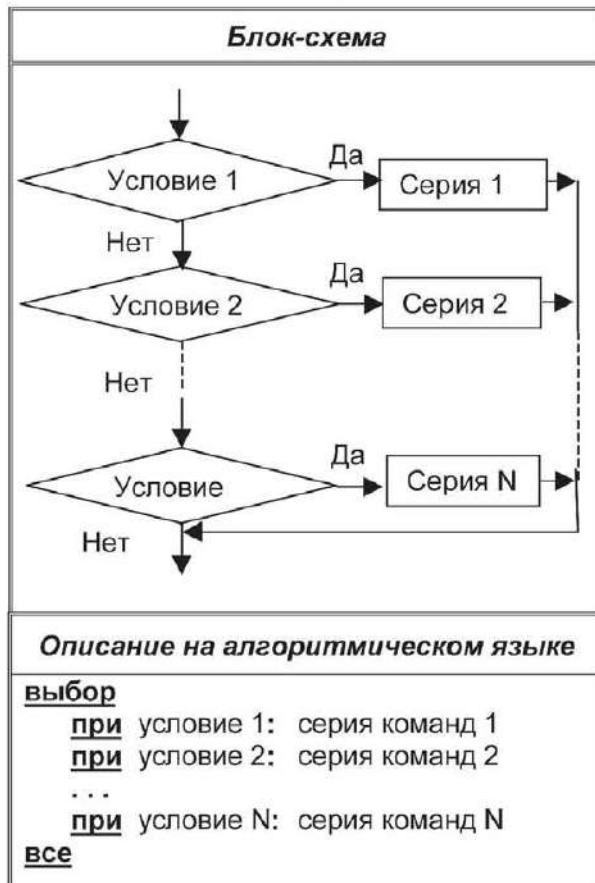 Блок-схема
Да
Условие 1
Серия 1
Нет
Да
Условие 2
Серия 2
Нет
Да
Условие
Серия N
Нет
Описание на алгоритмическом языке
выбор
при условие 1: серия команд 1
при условие 2: серия команд 2
. . .
при условие N: серия команд N
все